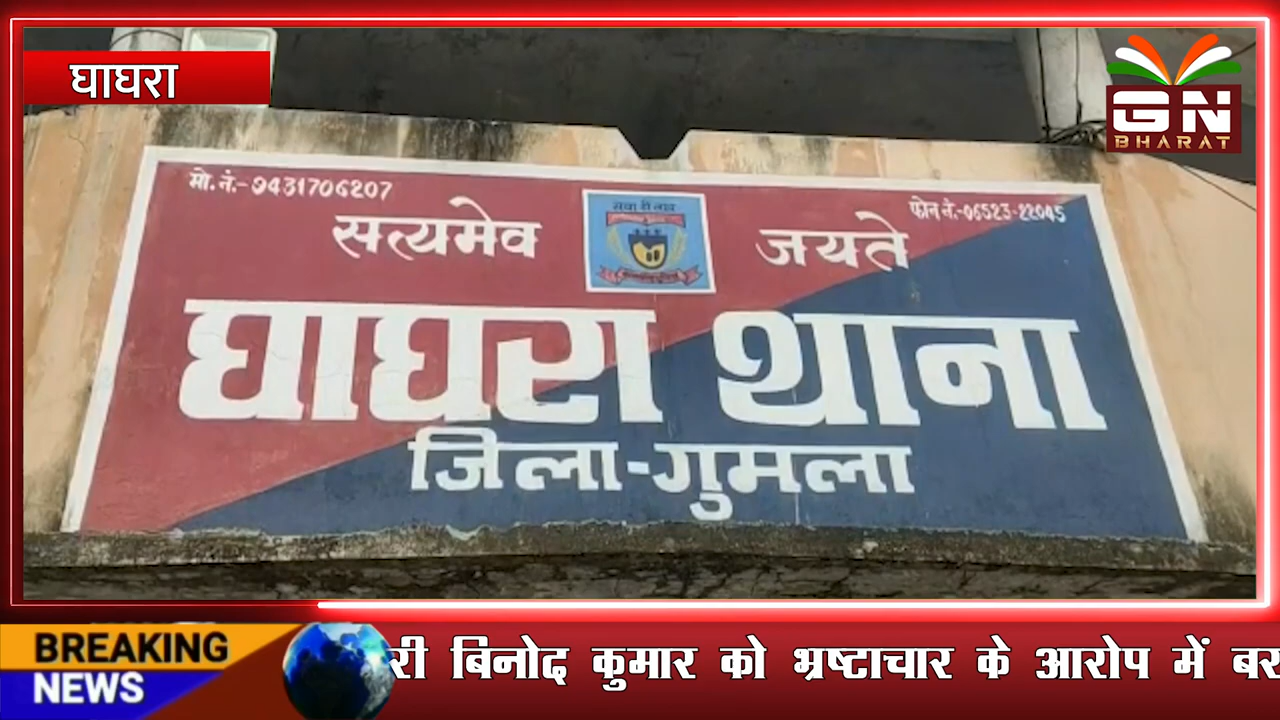 घाघरा
GN
BHARAT
मो.नं.-9431706207
फोन नं.-06523-22045
सत्यमेव जयते
घाघरा थाना
जिला-गुमला
BREAKING
NEWS
री बिनोद कुमार को भ्रष्टाचार के आरोप में बर